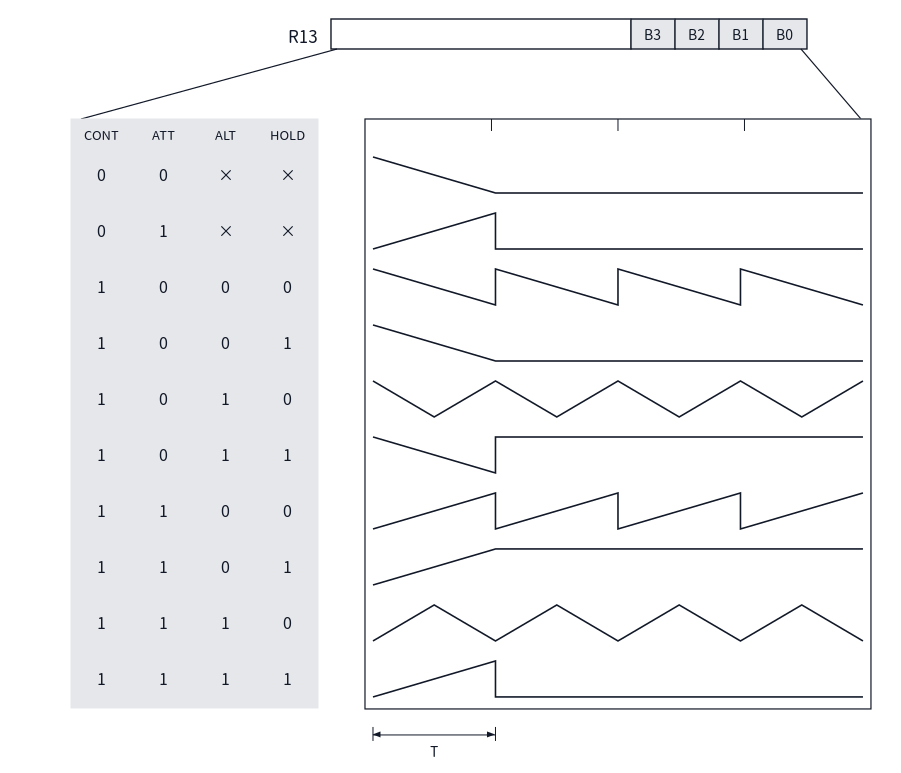 R13 B3 B2 B1 B0
CONT ATT ALT HOLD
0 0 × ×
0 1 × ×
1 0 0 0
1 0 0 1
1 0 1 0
1 0 1 1
1 1 0 0
1 1 0 1
1 1 1 0
1 1 1 1
T